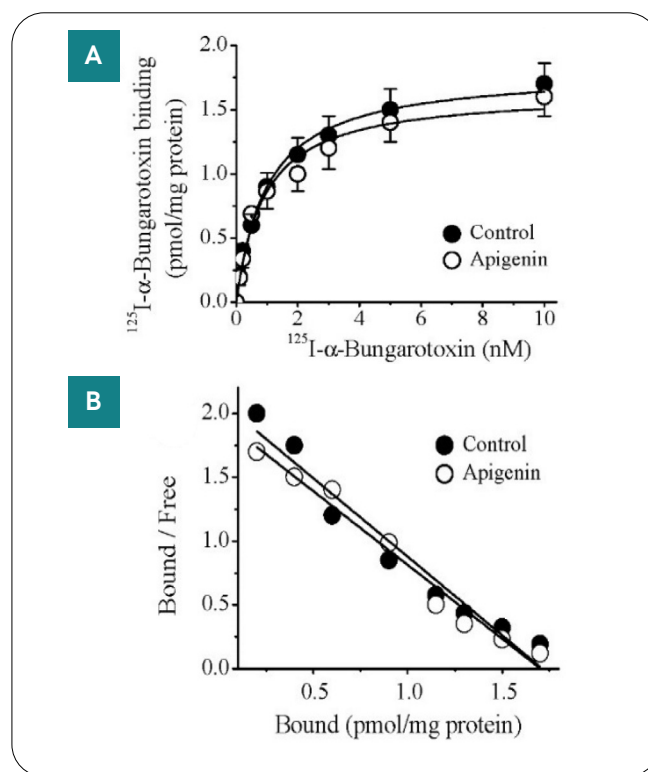 A
¹²⁵I-α-Bungarotoxin binding
(pmol/mg protein)
2.0
1.5
1.0
0.5
0.0
Control
Apigenin
0 2 4 6 8 10
¹²⁵I-α-Bungarotoxin (nM)
B
Bound / Free
2.0
1.5
1.0
0.5
0.0
Control
Apigenin
0.5 1.0 1.5
Bound (pmol/mg protein)